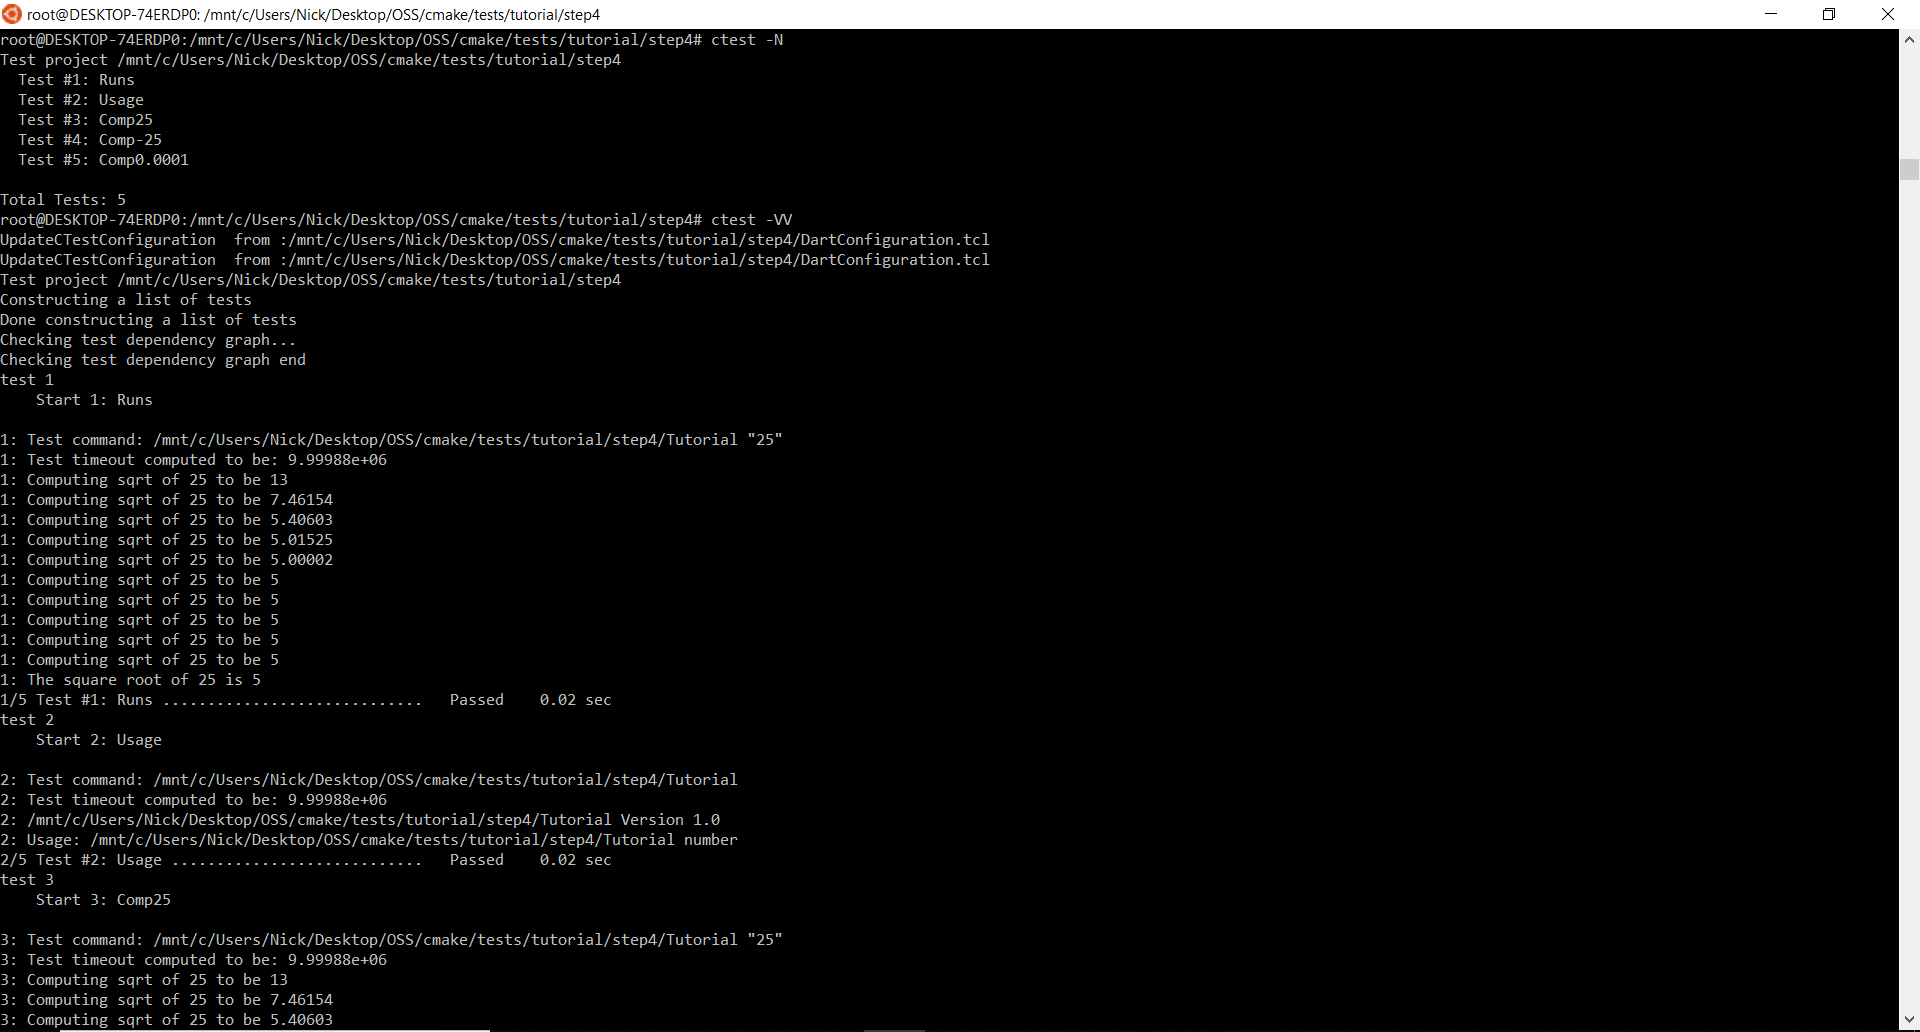 root@DESKTOP-74ERDP0: /mnt/c/Users/Nick/Desktop/OSS/cmake/tests/tutorial/step4
root@DESKTOP-74ERDP0:/mnt/c/Users/Nick/Desktop/OSS/cmake/tests/tutorial/step4# ctest -N
Test project /mnt/c/Users/Nick/Desktop/OSS/cmake/tests/tutorial/step4
  Test #1: Runs
  Test #2: Usage
  Test #3: Comp25
  Test #4: Comp-25
  Test #5: Comp0.0001

Total Tests: 5
root@DESKTOP-74ERDP0:/mnt/c/Users/Nick/Desktop/OSS/cmake/tests/tutorial/step4# ctest -VV
UpdateCTestConfiguration  from :/mnt/c/Users/Nick/Desktop/OSS/cmake/tests/tutorial/step4/DartConfiguration.tcl
UpdateCTestConfiguration  from :/mnt/c/Users/Nick/Desktop/OSS/cmake/tests/tutorial/step4/DartConfiguration.tcl
Test project /mnt/c/Users/Nick/Desktop/OSS/cmake/tests/tutorial/step4
Constructing a list of tests
Done constructing a list of tests
Checking test dependency graph...
Checking test dependency graph end
test 1
    Start 1: Runs

1: Test command: /mnt/c/Users/Nick/Desktop/OSS/cmake/tests/tutorial/step4/Tutorial "25"
1: Test timeout computed to be: 9.99988e+06
1: Computing sqrt of 25 to be 13
1: Computing sqrt of 25 to be 7.46154
1: Computing sqrt of 25 to be 5.40603
1: Computing sqrt of 25 to be 5.01525
1: Computing sqrt of 25 to be 5.00002
1: Computing sqrt of 25 to be 5
1: Computing sqrt of 25 to be 5
1: Computing sqrt of 25 to be 5
1: Computing sqrt of 25 to be 5
1: Computing sqrt of 25 to be 5
1: The square root of 25 is 5
1/5 Test #1: Runs .............................   Passed    0.02 sec
test 2
    Start 2: Usage

2: Test command: /mnt/c/Users/Nick/Desktop/OSS/cmake/tests/tutorial/step4/Tutorial
2: Test timeout computed to be: 9.99988e+06
2: /mnt/c/Users/Nick/Desktop/OSS/cmake/tests/tutorial/step4/Tutorial Version 1.0
2: Usage: /mnt/c/Users/Nick/Desktop/OSS/cmake/tests/tutorial/step4/Tutorial number
2/5 Test #2: Usage ............................   Passed    0.02 sec
test 3
    Start 3: Comp25

3: Test command: /mnt/c/Users/Nick/Desktop/OSS/cmake/tests/tutorial/step4/Tutorial "25"
3: Test timeout computed to be: 9.99988e+06
3: Computing sqrt of 25 to be 13
3: Computing sqrt of 25 to be 7.46154
3: Computing sqrt of 25 to be 5.40603